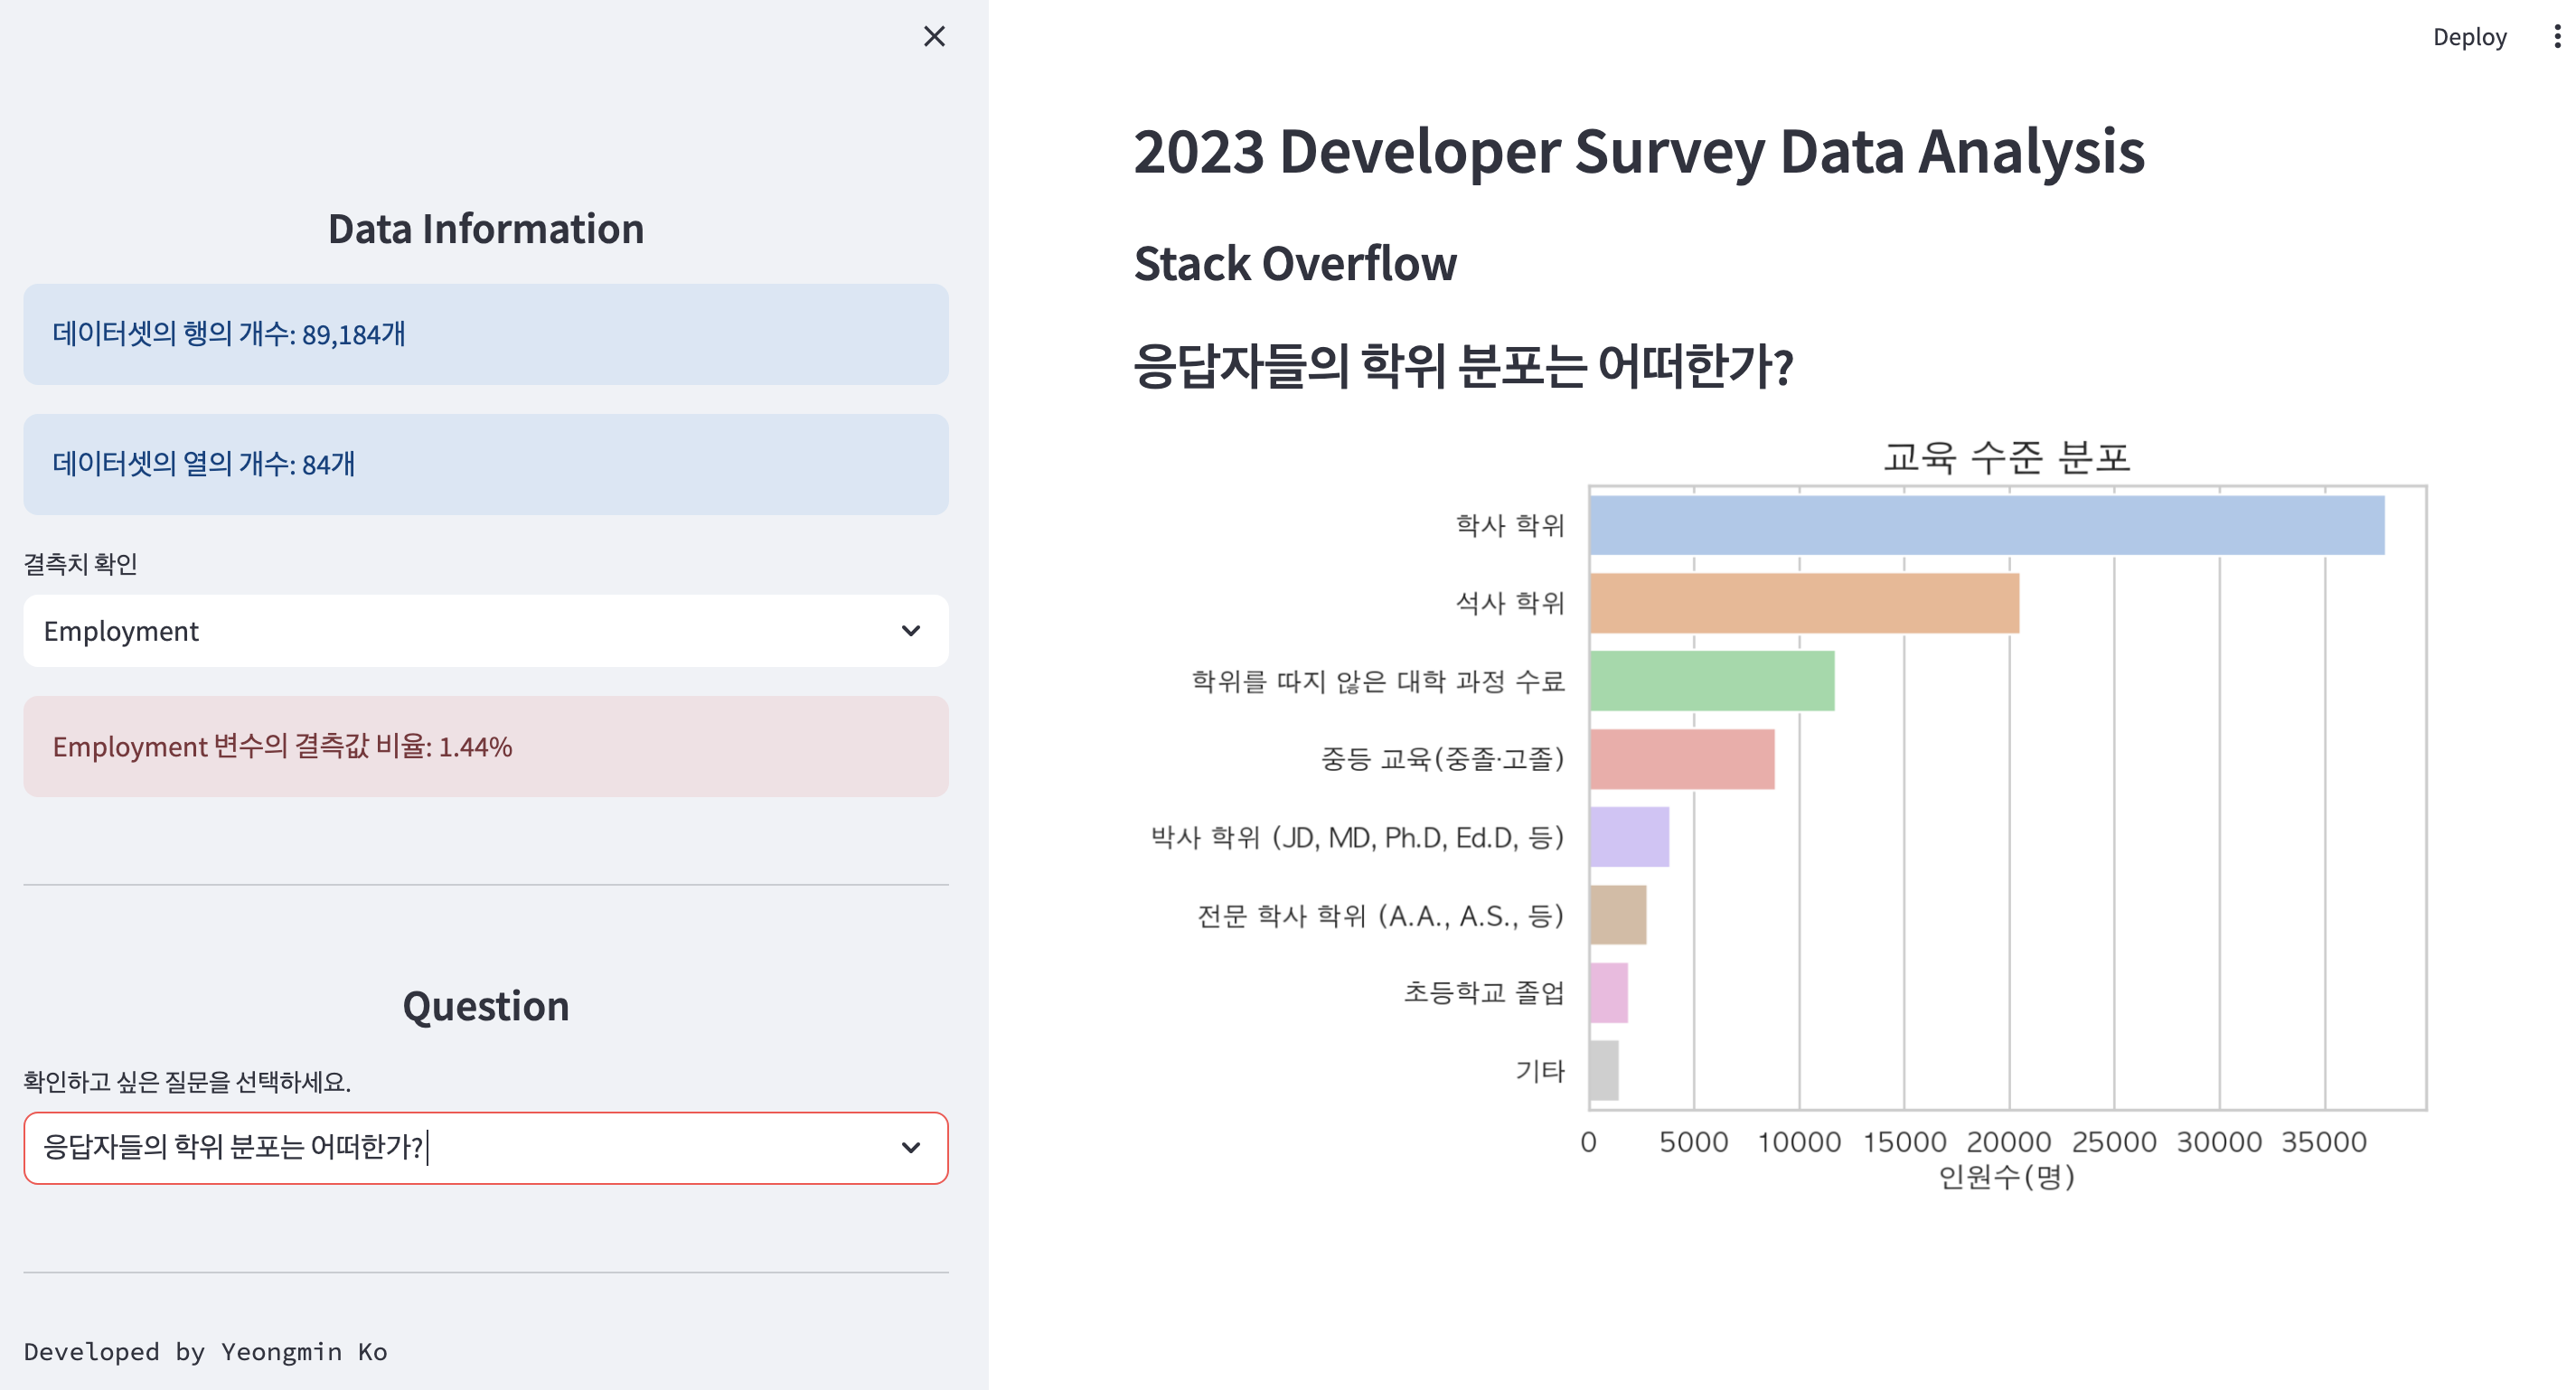 Deploy
Data Information
데이터셋의 행의 개수: 89,184개
데이터셋의 열의 개수: 84개
결측치 확인
Employment
Employment 변수의 결측값 비율: 1.44%
Question
확인하고 싶은 질문을 선택하세요.
응답자들의 학위 분포는 어떠한가?
Developed by Yeongmin Ko
2023 Developer Survey Data Analysis
Stack Overflow
응답자들의 학위 분포는 어떠한가?
교육 수준 분포
학사 학위
석사 학위
학위를 따지 않은 대학 과정 수료
중등 교육(중졸·고졸)
박사 학위 (JD, MD, Ph.D, Ed.D, 등)
전문 학사 학위 (A.A., A.S., 등)
초등학교 졸업
기타
0 5000 10000 15000 20000 25000 30000 35000
인원수(명)